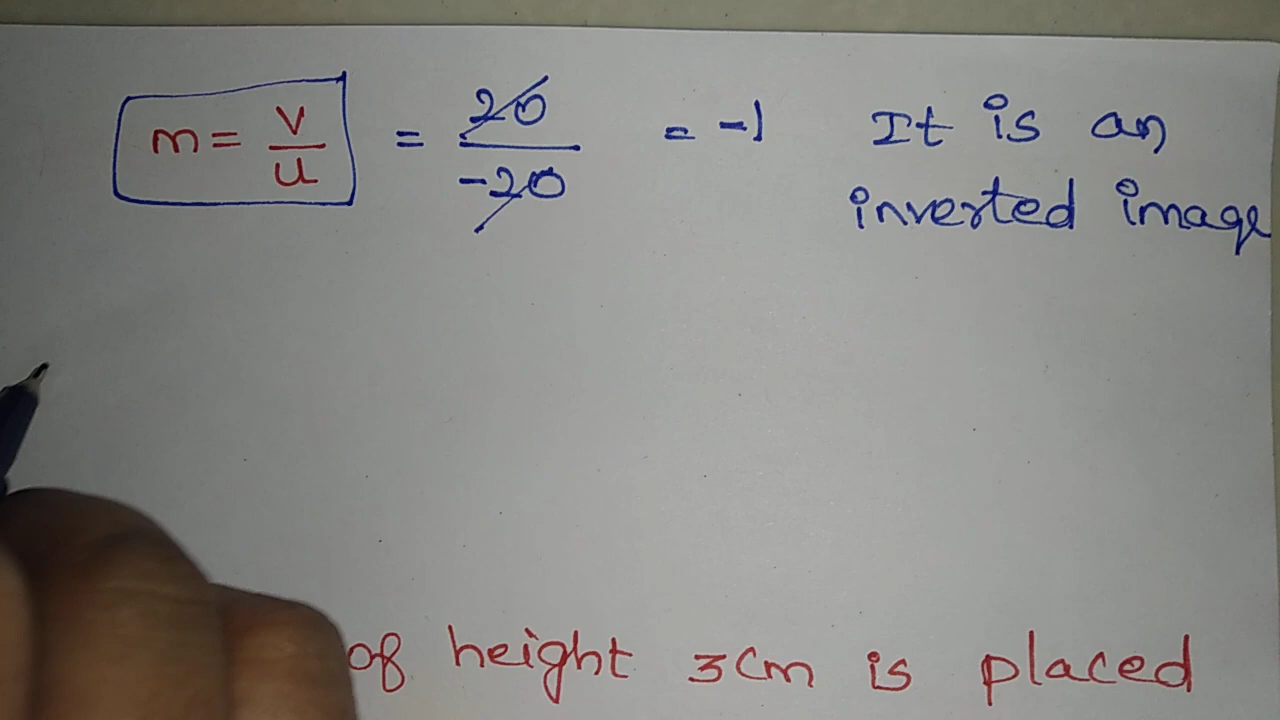 m = v/u = 20/-20 = -1 It is an
inverted image
of height 3cm is placed